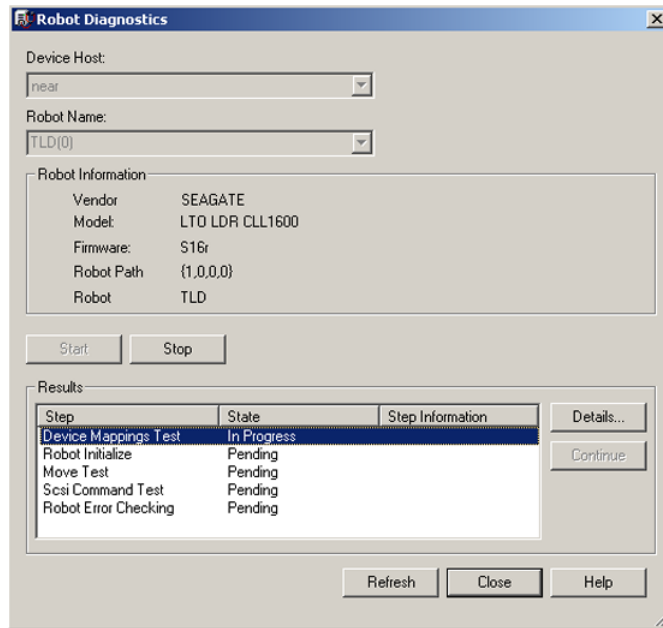 Robot Diagnostics
Device Host:
near
Robot Name:
TLD(0)
Robot Information
Vendor SEAGATE
Model: LTO LDR CLL1600
Firmware: S16r
Robot Path {1,0,0,0}
Robot TLD
Start Stop
Results
Step State Step Information
Device Mappings Test In Progress
Robot Initialize Pending
Move Test Pending
Scsi Command Test Pending
Robot Error Checking Pending
Details...
Continue
Refresh Close Help